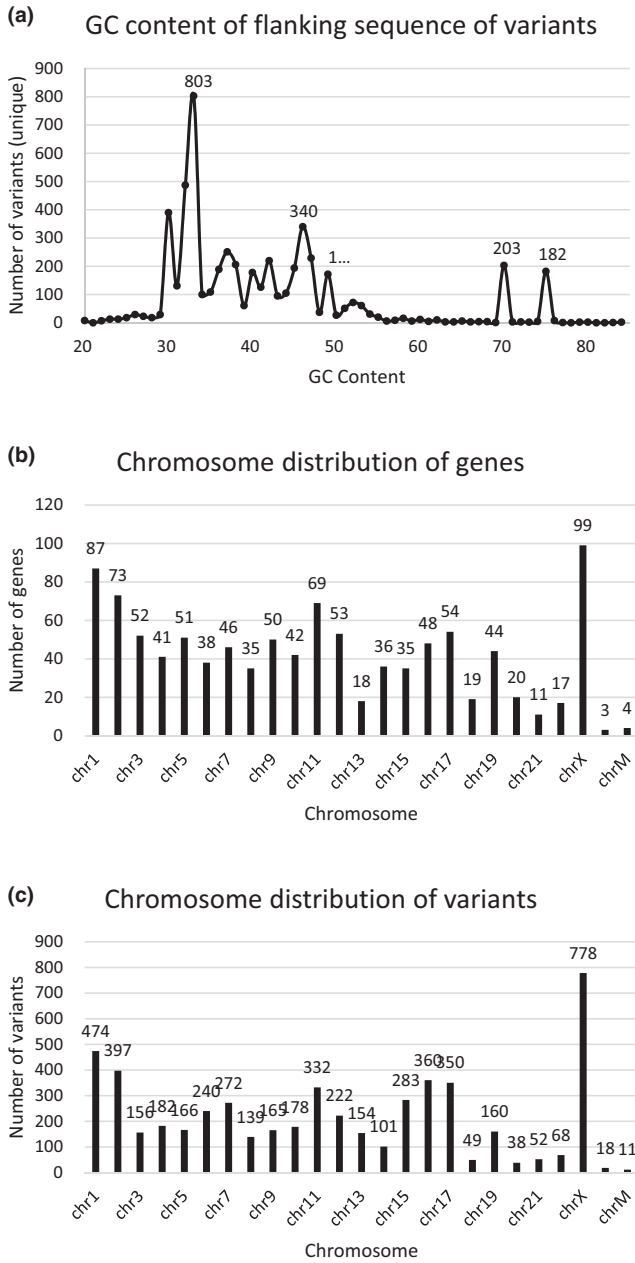 (a)
GC content of flanking sequence of variants
Number of variants (unique)
900
800
700
600
500
400
300
200
100
0
803
340
1...
203
182
20 30 40 50 60 70 80
GC Content
(b)
Chromosome distribution of genes
Number of genes
120
100
80
60
40
20
0
87 73 52 41 51 38 46 35 50 42 69 53 18 36 35 48 54 19 44 20 11 17 99 3 4
chr1 chr3 chr5 chr7 chr9 chr11 chr13 chr15 chr17 chr19 chr21 chrX chrM
Chromosome
(c)
Chromosome distribution of variants
Number of variants
900
800
700
600
500
400
300
200
100
0
474 397 156 182 166 240 272 139 165 178 332 222 154 101 283 360 350 49 160 38 52 68 778 18 11
chr1 chr3 chr5 chr7 chr9 chr11 chr13 chr15 chr17 chr19 chr21 chrX chrM
Chromosome